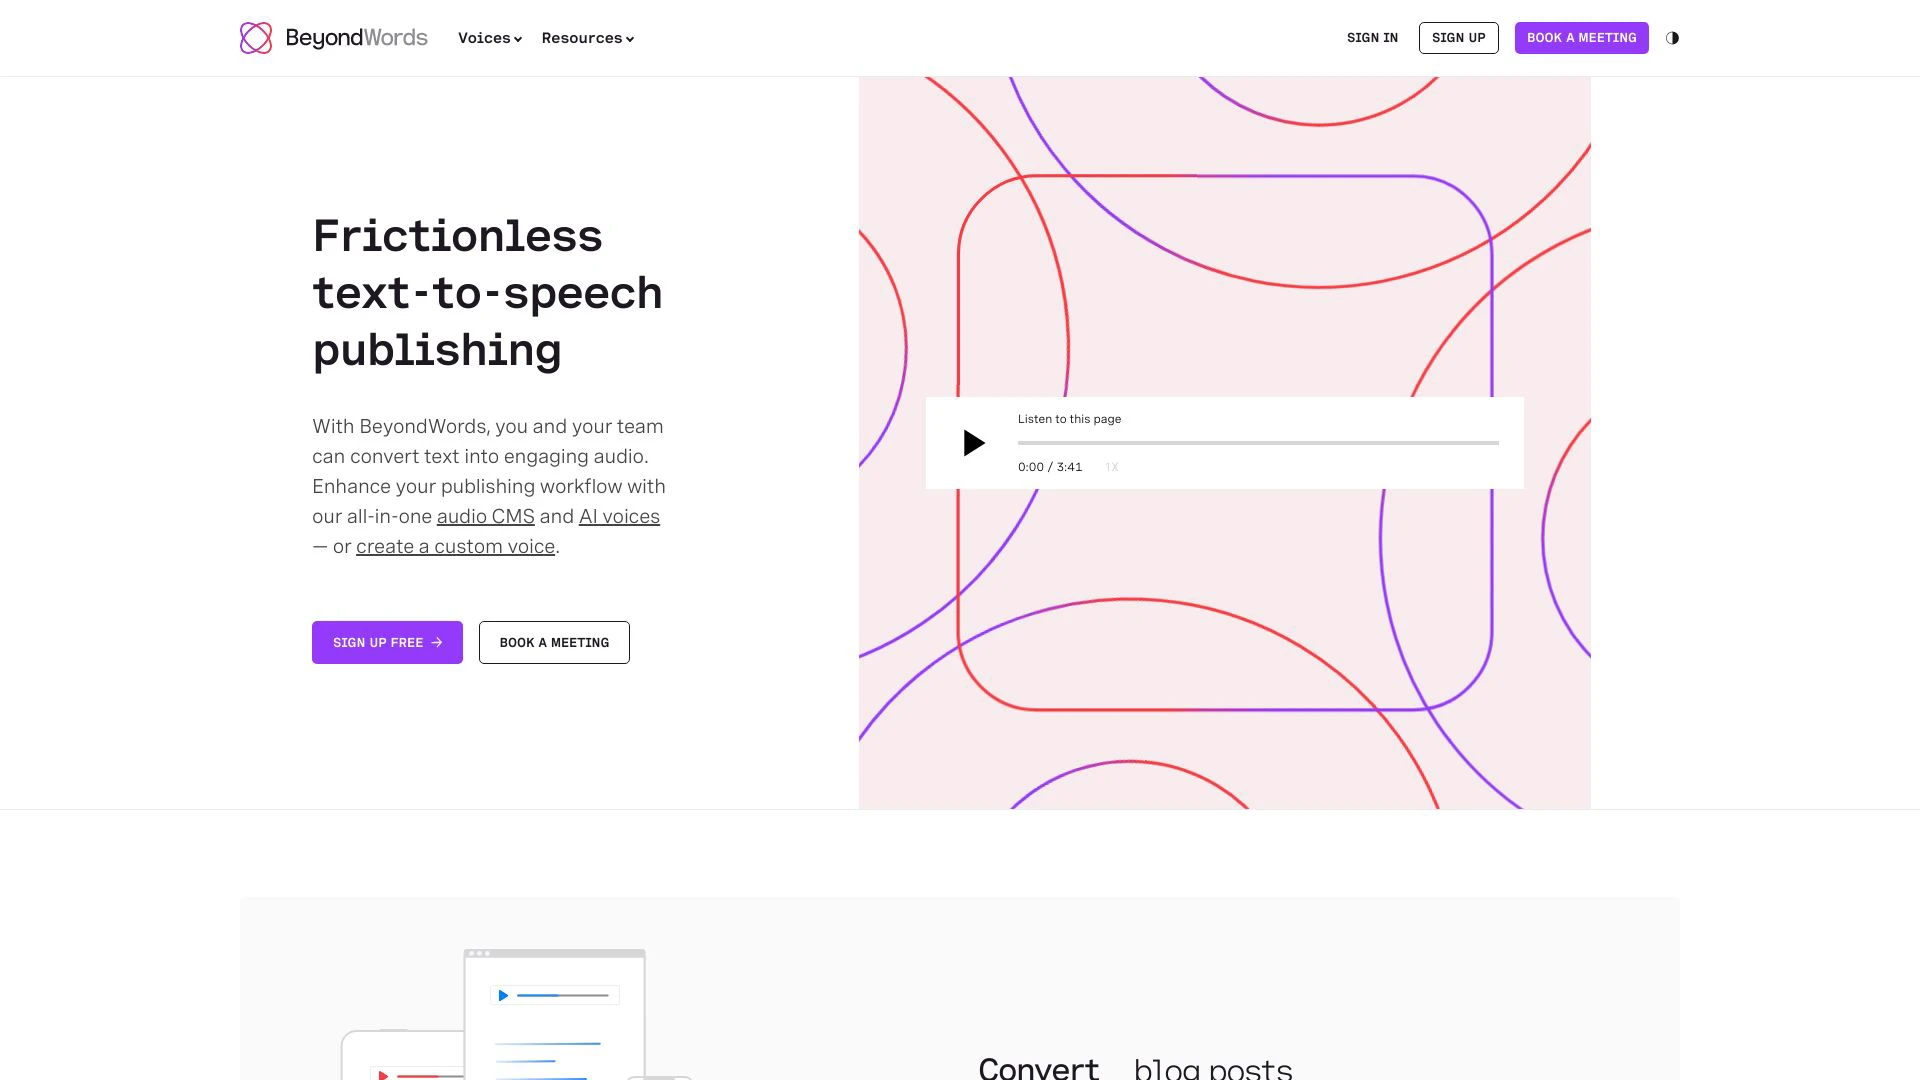 BeyondWords
Voices
Resources
SIGN IN
SIGN UP
BOOK A MEETING
Frictionless
text-to-speech
publishing
With BeyondWords, you and your team
can convert text into engaging audio.
Enhance your publishing workflow with
our all-in-one audio CMS and AI voices
— or create a custom voice.
SIGN UP FREE →
BOOK A MEETING
Listen to this page
0:00 / 3:41 1X
Convert blog posts